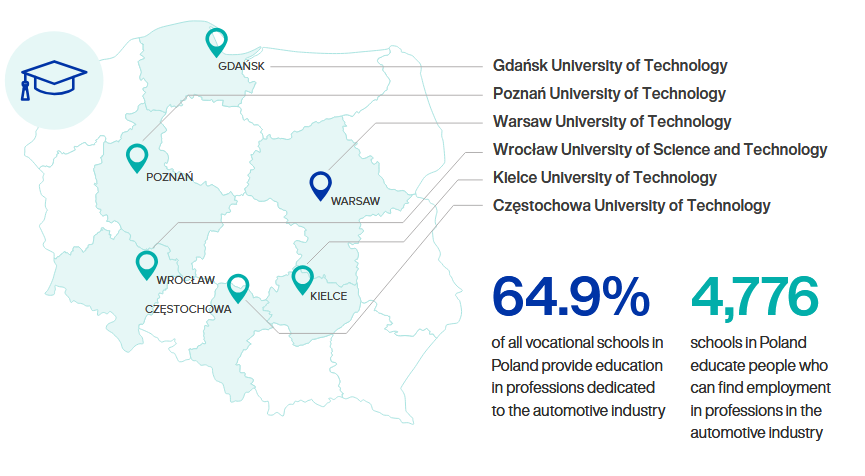 GDAŃSK
POZNAŃ
WARSAW
WROCŁAW
KIELCE
CZĘSTOCHOWA
Gdańsk University of Technology
Poznań University of Technology
Warsaw University of Technology
Wrocław University of Science and Technology
Kielce University of Technology
Częstochowa University of Technology
64.9%
of all vocational schools in
Poland provide education
in professions dedicated
to the automotive industry
4,776
schools in Poland
educate people who
can find employment
in professions in the
automotive industry